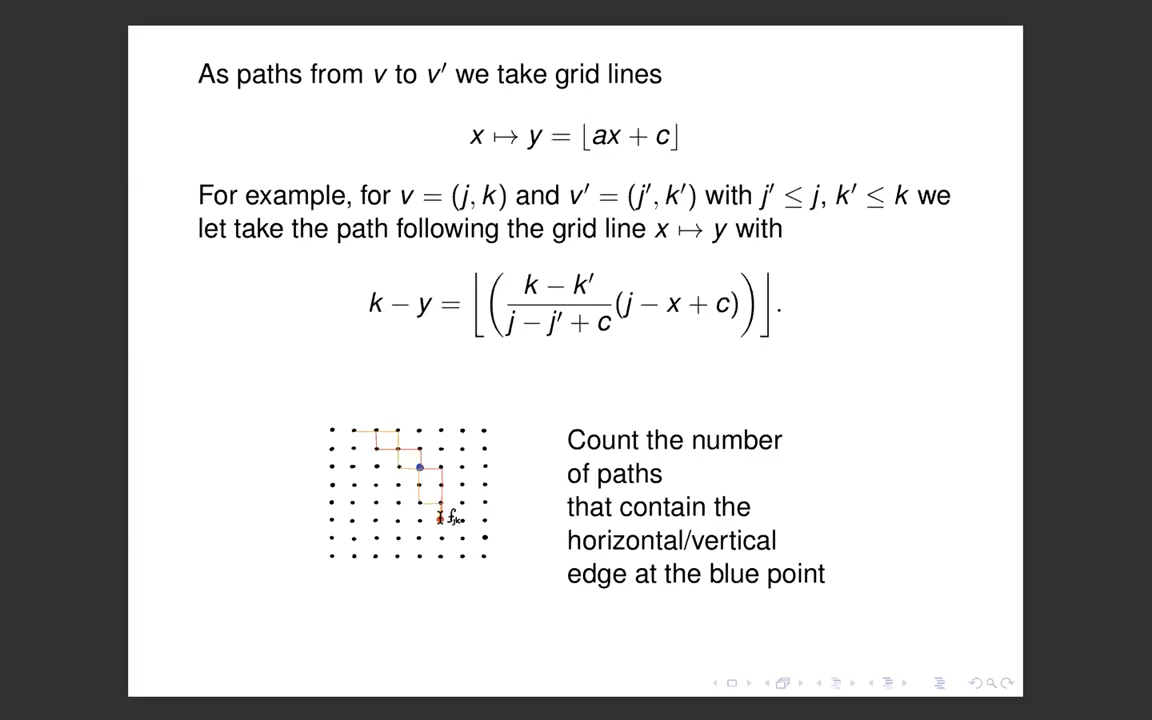 As paths from v to v′ we take grid lines
x ↦ y = ⌊ax + c⌋
For example, for v = (j, k) and v′ = (j′, k′) with j′ ≤ j, k′ ≤ k we
let take the path following the grid line x ↦ y with
k − y = ⌊( (k − k′)/(j − j′ + c) (j − x + c) )⌋.
f_jk
Count the number
of paths
that contain the
horizontal/vertical
edge at the blue point